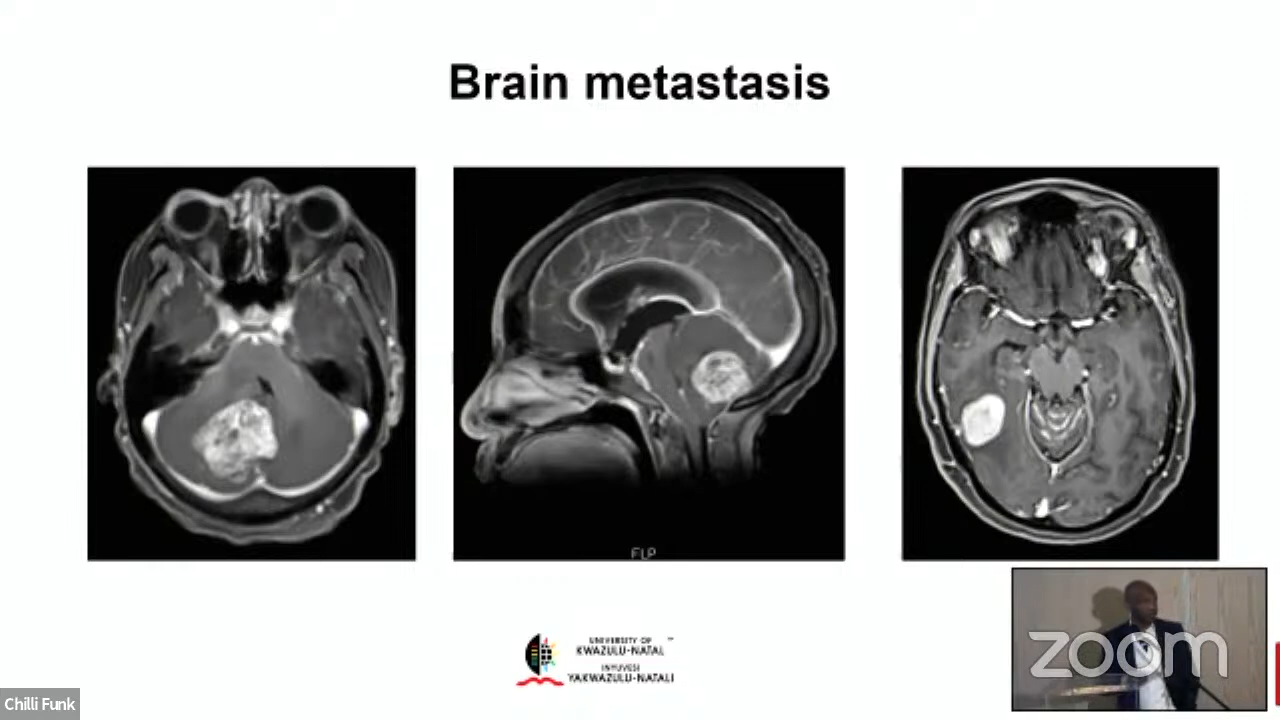 Brain metastasis
FLP
UNIVERSITY OF
KWAZULU-NATAL
INYUVESI
YAKWAZULU-NATALI
zoom
Chilli Funk